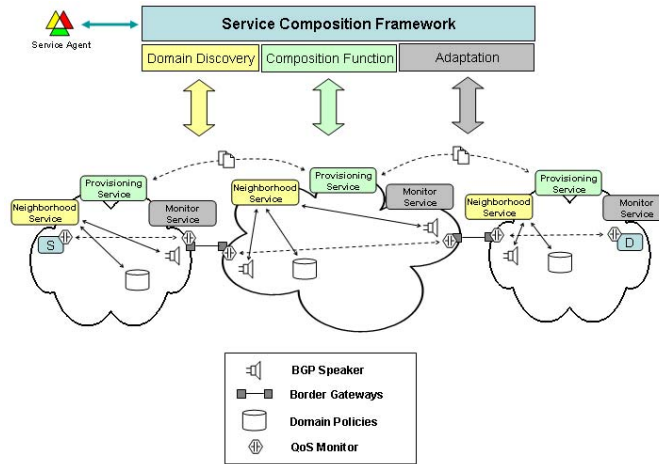 Service Composition Framework
Service Agent
Domain Discovery
Composition Function
Adaptation
Provisioning
Service
Neighborhood
Service
Monitor
Service
S
Provisioning
Service
Neighborhood
Service
Monitor
Service
Provisioning
Service
Neighborhood
Service
Monitor
Service
D
BGP Speaker
Border Gateways
Domain Policies
QoS Monitor